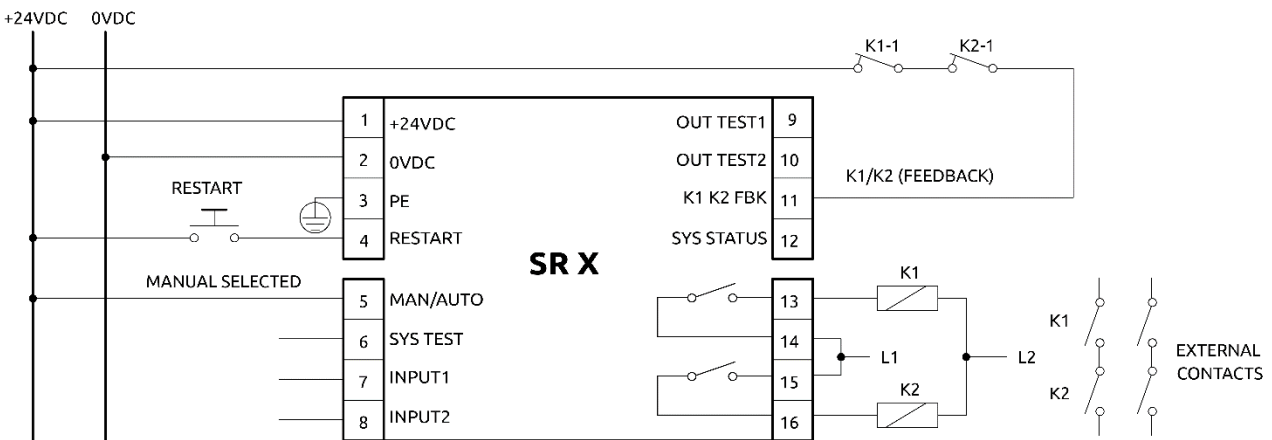 +24VDC 0VDC
K1-1 K2-1
1 +24VDC OUT TEST1 9
2 0VDC OUT TEST2 10
RESTART
K1/K2 (FEEDBACK)
3 PE K1 K2 FBK 11
4 RESTART SYS STATUS 12
SR X
MANUAL SELECTED
K1
5 MAN/AUTO 13
6 SYS TEST 14
L1 L2
7 INPUT1 15
K2
8 INPUT2 16
K1
K2
EXTERNAL
CONTACTS